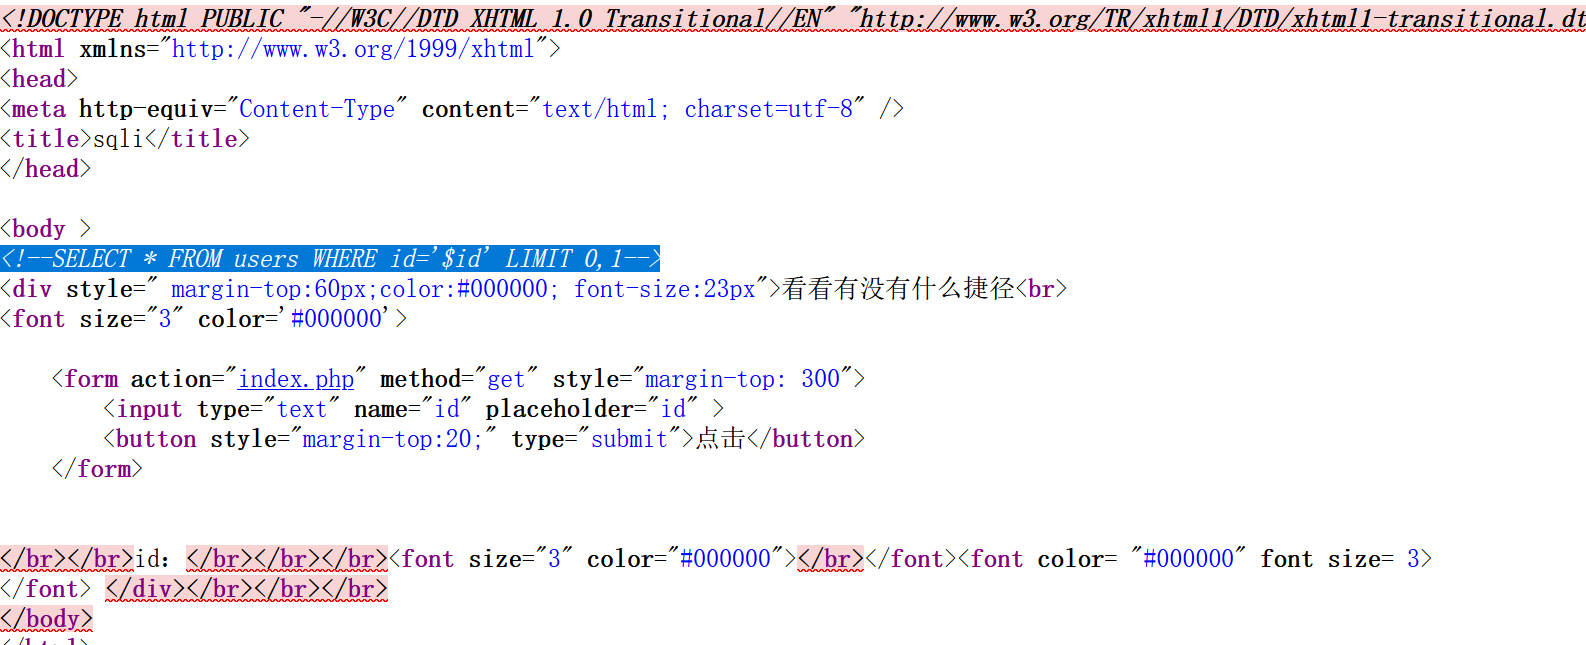 <!DOCTYPE html PUBLIC "-//W3C//DTD XHTML 1.0 Transitional//EN" "http://www.w3.org/TR/xhtml1/DTD/xhtml1-transitional.dt
<html xmlns="http://www.w3.org/1999/xhtml">
<head>
<meta http-equiv="Content-Type" content="text/html; charset=utf-8" />
<title>sqli</title>
</head>
<body >
<!--SELECT * FROM users WHERE id='$id' LIMIT 0,1-->
<div style=" margin-top:60px;color:#000000; font-size:23px">看看有没有什么捷径<br>
<font size="3" color='#000000'>
<form action="index.php" method="get" style="margin-top: 300">
<input type="text" name="id" placeholder="id" >
<button style="margin-top:20;" type="submit">点击</button>
</form>
</br></br>id: </br></br></br><font size="3" color="#000000"></br></font><font color= "#000000" font size= 3>
</font> </div></br></br></br>
</body>
</html>